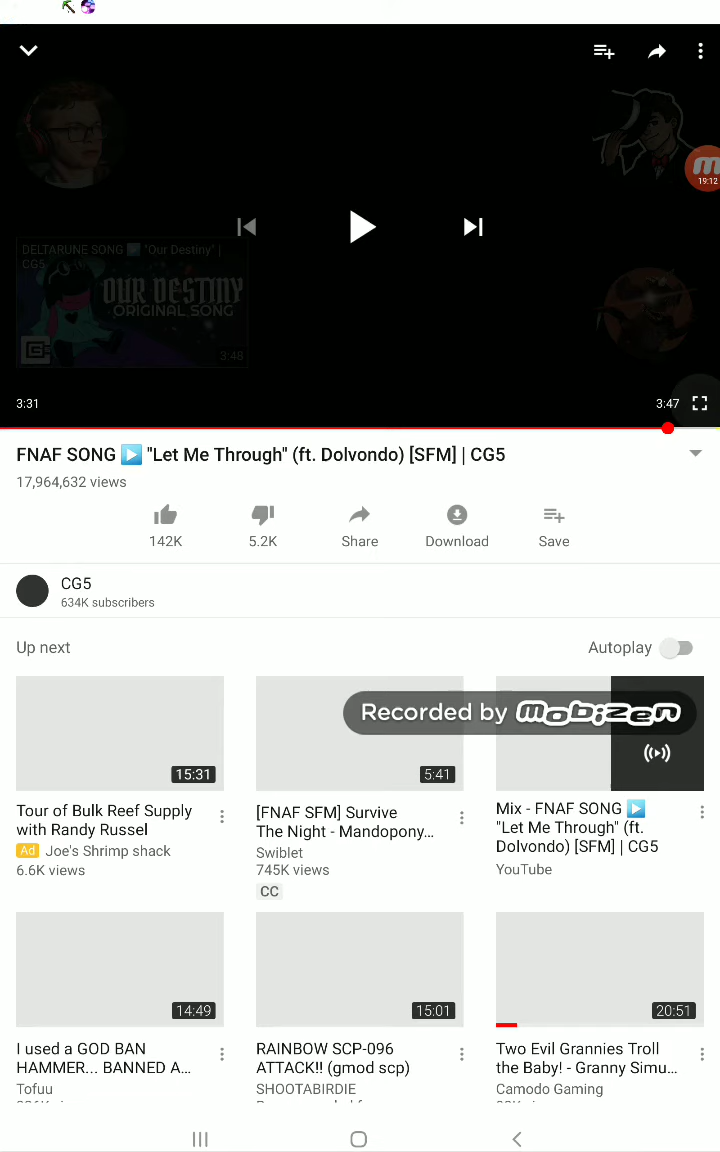 19:12
DELTARUNE SONG ▶ "Our Destiny" |
CG5
OUR DESTINY
ORIGINAL SONG
3:48
3:31
3:47
FNAF SONG ▶ "Let Me Through" (ft. Dolvondo) [SFM] | CG5
17,964,632 views
142K
5.2K
Share
Download
Save
CG5
634K subscribers
Up next
Autoplay
Recorded by mobizen
15:31
5:41
Tour of Bulk Reef Supply
with Randy Russel
Ad Joe's Shrimp shack
6.6K views
[FNAF SFM] Survive
The Night - Mandopony...
Swiblet
745K views
CC
Mix - FNAF SONG ▶
"Let Me Through" (ft.
Dolvondo) [SFM] | CG5
YouTube
14:49
15:01
20:51
I used a GOD BAN
HAMMER... BANNED A...
Tofuu
RAINBOW SCP-096
ATTACK!! (gmod scp)
SHOOTABIRDIE
Two Evil Grannies Troll
the Baby! - Granny Simu...
Camodo Gaming